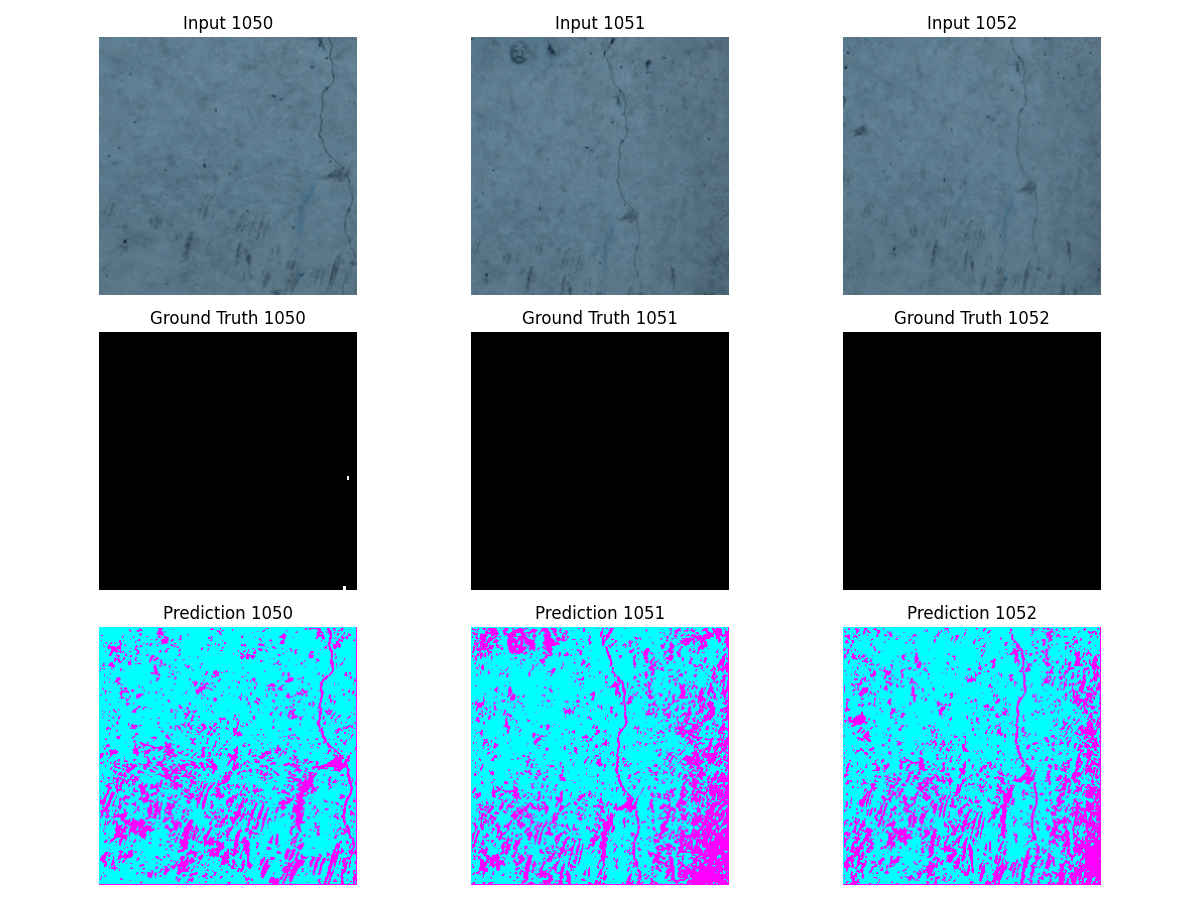 Input 1050
Input 1051
Input 1052
Ground Truth 1050
Ground Truth 1051
Ground Truth 1052
Prediction 1050
Prediction 1051
Prediction 1052